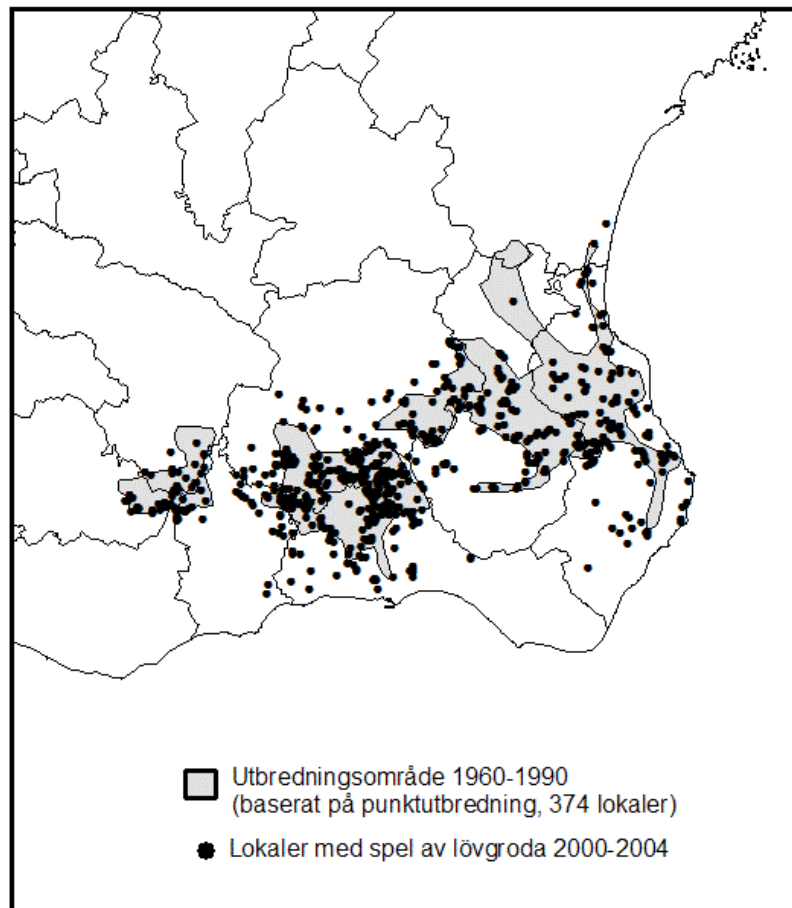 Utbredningsområde 1960-1990
(baserat på punktutbredning, 374 lokaler)
Lokaler med spel av lövgroda 2000-2004